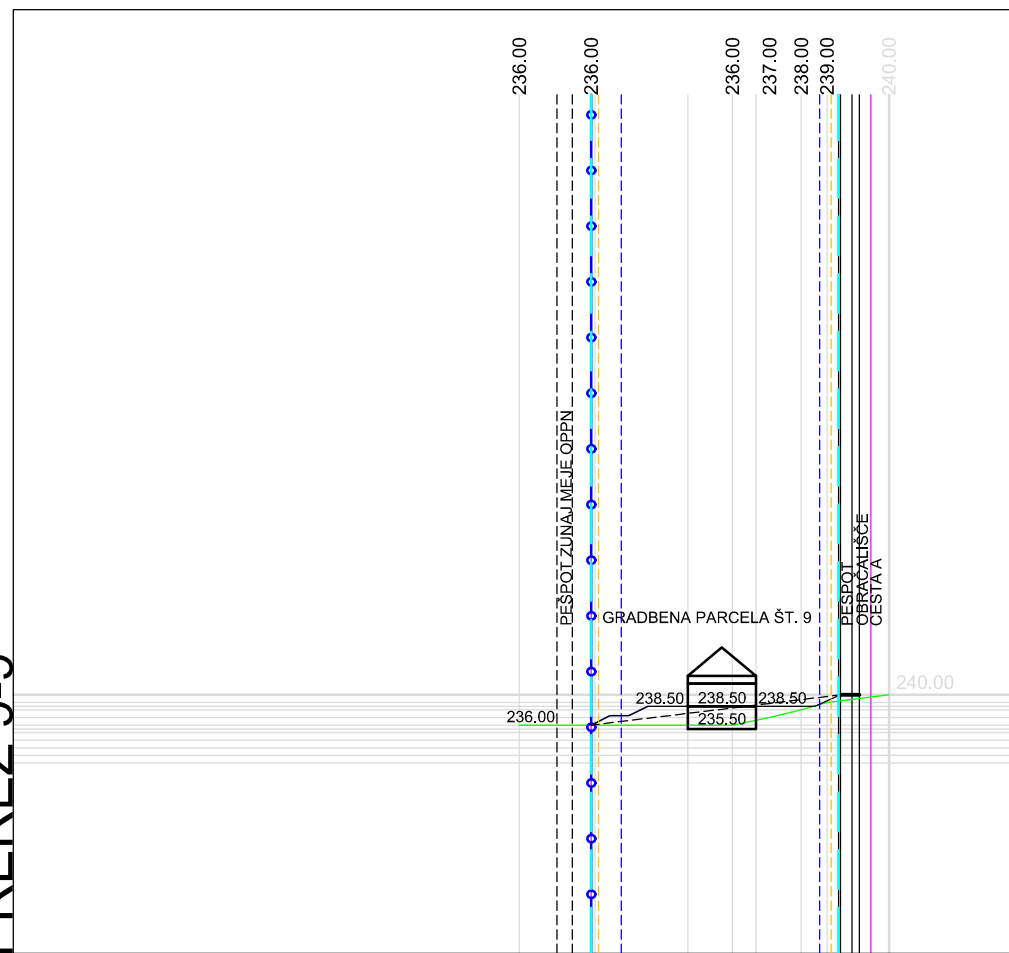 236.00
236.00
236.00
237.00
238.00
239.00
240.00
PEŠPOT ZUNAJ MEJE OPPN
PEŠPOT
OBRAČALIŠČE
CESTA A
GRADBENA PARCELA ŠT. 9
240.00
238.50
238.50
238.50
236.00
235.50